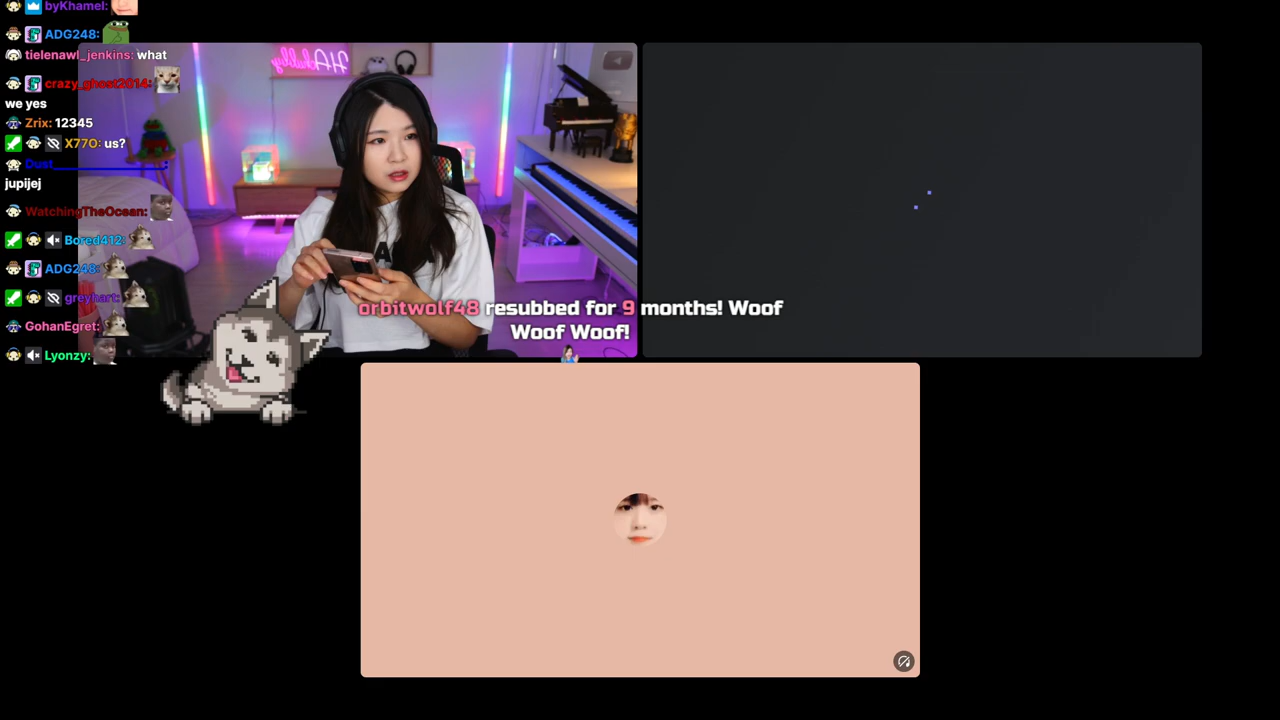 byKhamel:
ADG248:
tielenawl_jenkins: what
crazy_ghost2014:
we yes
Zrix: 12345
X77O: us?
jupijej
WatchingTheOcean:
Bored412:
ADG248:
greyhart:
GohanEgret:
Lyonzy:
orbitwolf48 resubbed for 9 months! Woof
Woof Woof!